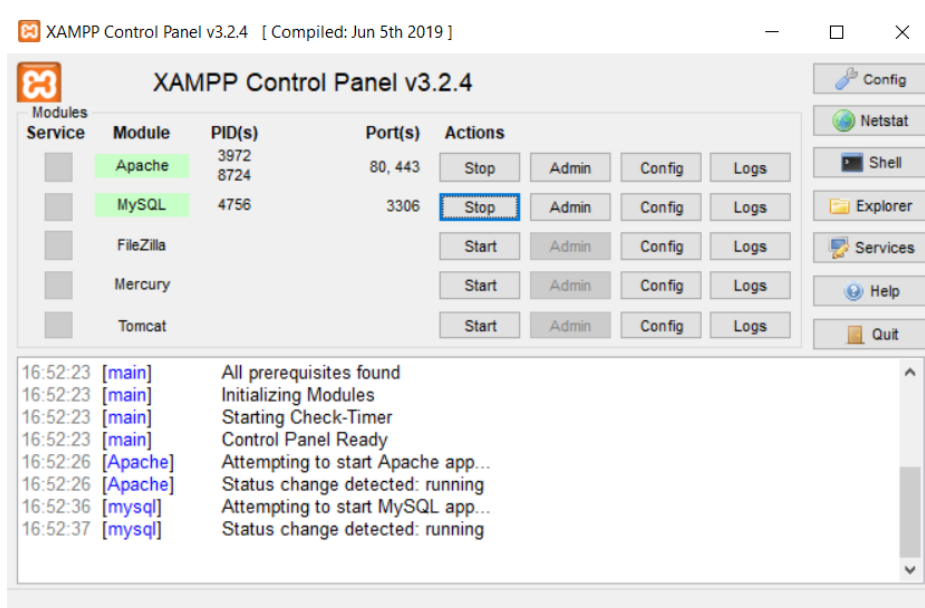 XAMPP Control Panel v3.2.4 [ Compiled: Jun 5th 2019 ]
XAMPP Control Panel v3.2.4
Config
Modules
Service Module PID(s) Port(s) Actions
Netstat
Apache 3972 8724 80, 443 Stop Admin Config Logs
Shell
MySQL 4756 3306 Stop Admin Config Logs
Explorer
FileZilla Start Admin Config Logs
Services
Mercury Start Admin Config Logs
Help
Tomcat Start Admin Config Logs
Quit
16:52:23 [main] All prerequisites found
16:52:23 [main] Initializing Modules
16:52:23 [main] Starting Check-Timer
16:52:23 [main] Control Panel Ready
16:52:26 [Apache] Attempting to start Apache app...
16:52:26 [Apache] Status change detected: running
16:52:36 [mysql] Attempting to start MySQL app...
16:52:37 [mysql] Status change detected: running